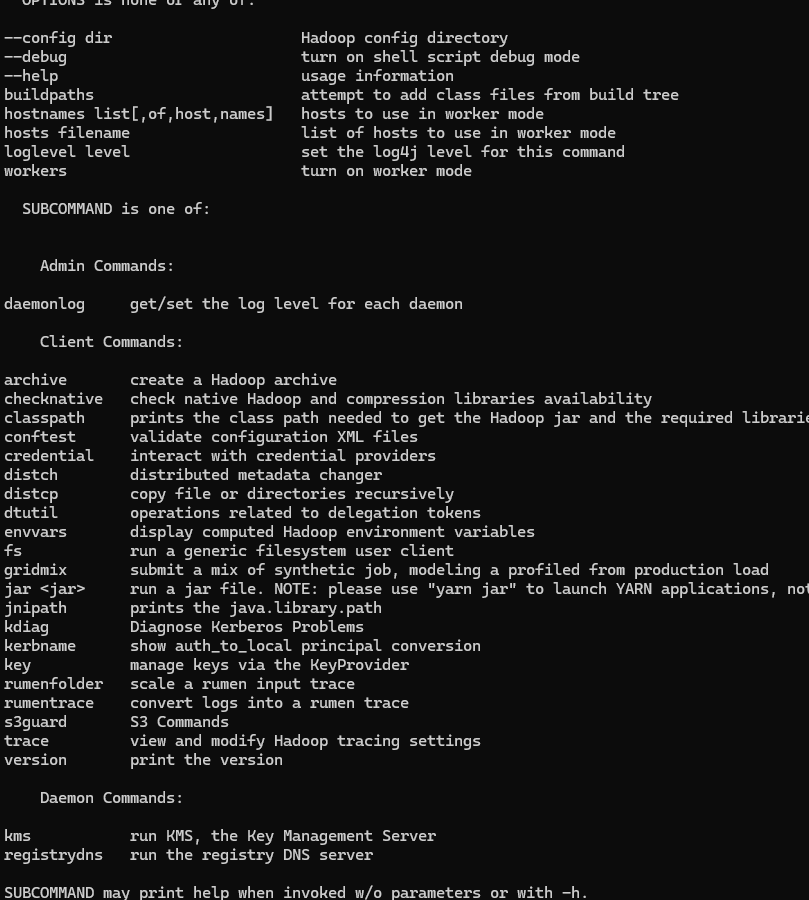 OPTIONS is none or any of:
--config dir                     Hadoop config directory
--debug                          turn on shell script debug mode
--help                           usage information
buildpaths                       attempt to add class files from build tree
hostnames list[,of,host,names]   hosts to use in worker mode
hosts filename                   list of hosts to use in worker mode
loglevel level                   set the log4j level for this command
workers                          turn on worker mode
  SUBCOMMAND is one of:
    Admin Commands:
daemonlog     get/set the log level for each daemon
    Client Commands:
archive       create a Hadoop archive
checknative   check native Hadoop and compression libraries availability
classpath     prints the class path needed to get the Hadoop jar and the required
conftest      validate configuration XML files
credential    interact with credential providers
distch        distributed metadata changer
distcp        copy file or directories recursively
dtutil        operations related to delegation tokens
envvars       display computed Hadoop environment variables
fs            run a generic filesystem user client
gridmix       submit a mix of synthetic job, modeling a profiled from production load
jar <jar>     run a jar file. NOTE: please use "yarn jar" to launch YARN applications, not
jnipath       prints the java.library.path
kdiag         Diagnose Kerberos Problems
kerbname      show auth_to_local principal conversion
key           manage keys via the KeyProvider
rumenfolder   scale a rumen input trace
rumentrace    convert logs into a rumen trace
s3guard       S3 Commands
trace         view and modify Hadoop tracing settings
version       print the version
    Daemon Commands:
kms           run KMS, the Key Management Server
registrydns   run the registry DNS server
SUBCOMMAND may print help when invoked w/o parameters or with -h.